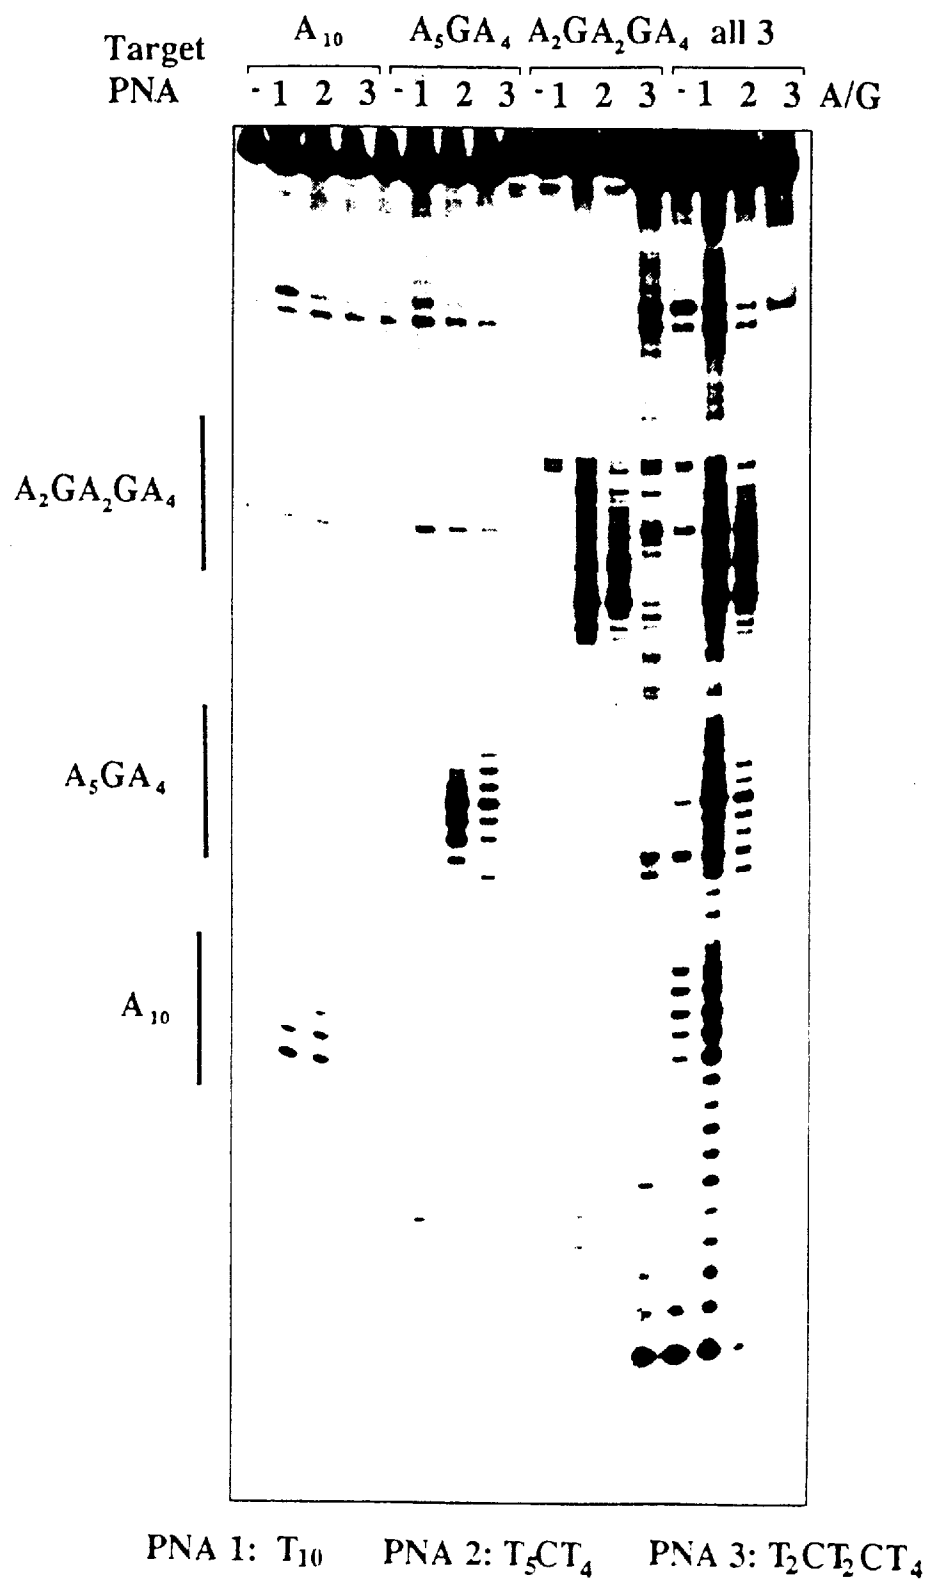 Target A₁₀ A₅GA₄ A₂GA₂GA₄ all 3
PNA - 1 2 3 - 1 2 3 - 1 2 3 - 1 2 3 A/G
A₂GA₂GA₄
A₅GA₄
A₁₀
PNA 1: T₁₀ PNA 2: T₅CT₄ PNA 3: T₂CT₂CT₄